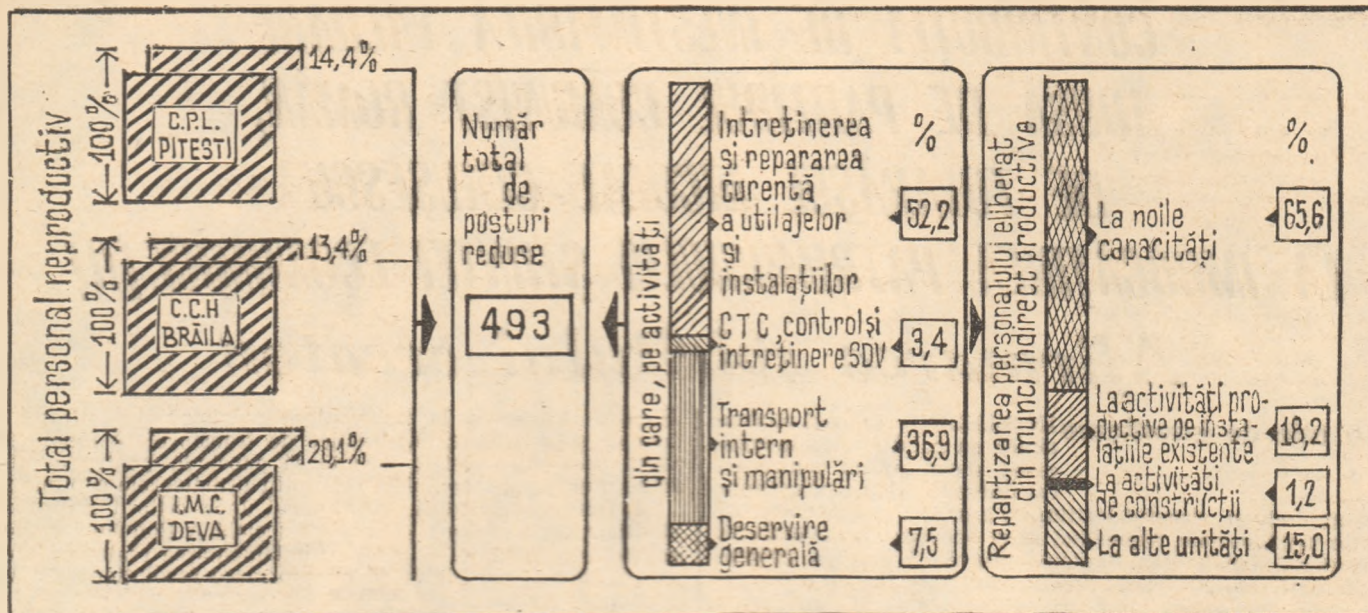 Total personal neproductiv
100%
14,4%
C.P.L.
PITESTI
100%
13,4%
C.C.H
BRĂILA
100%
20,1%
I.M.C.
DEVA
Număr
total
de
posturi
reduse
493
din care, pe activități
%
Intreținerea
și repararea
curentă
a utilajelor
și
instalațiilor
52,2
CTC, control și
intreținere SDV
3,4
Transport
intern
și manipulări
36,9
Deservire
generală
7,5
Repartizarea personalului eliberat
din munci indirect productive
%
La noile
capacități
65,6
La activități pro-
ductive pe insta-
lațiile existente
18,2
La activități
de construcții
1,2
La alte unități
15,0